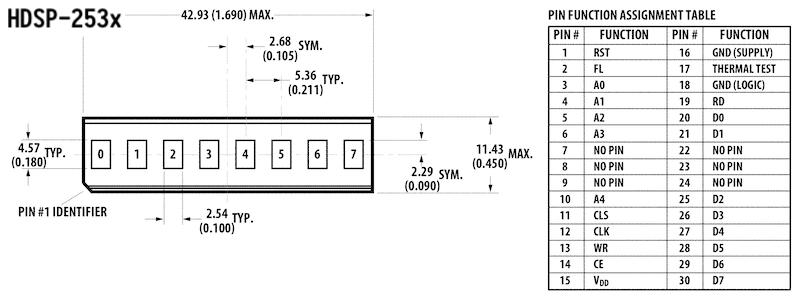 HDSP-253x
42.93 (1.690) MAX.
2.68 SYM.
(0.105)
5.36 TYP.
(0.211)
4.57 TYP.
(0.180)
0 1 2 3 4 5 6 7
11.43 MAX.
(0.450)
2.29 SYM.
(0.090)
PIN #1 IDENTIFIER
2.54 TYP.
(0.100)
PIN FUNCTION ASSIGNMENT TABLE
PIN # FUNCTION PIN # FUNCTION
1 RST 16 GND (SUPPLY)
2 FL 17 THERMAL TEST
3 A0 18 GND (LOGIC)
4 A1 19 RD
5 A2 20 D0
6 A3 21 D1
7 NO PIN 22 NO PIN
8 NO PIN 23 NO PIN
9 NO PIN 24 NO PIN
10 A4 25 D2
11 CLS 26 D3
12 CLK 27 D4
13 WR 28 D5
14 CE 29 D6
15 VDD 30 D7